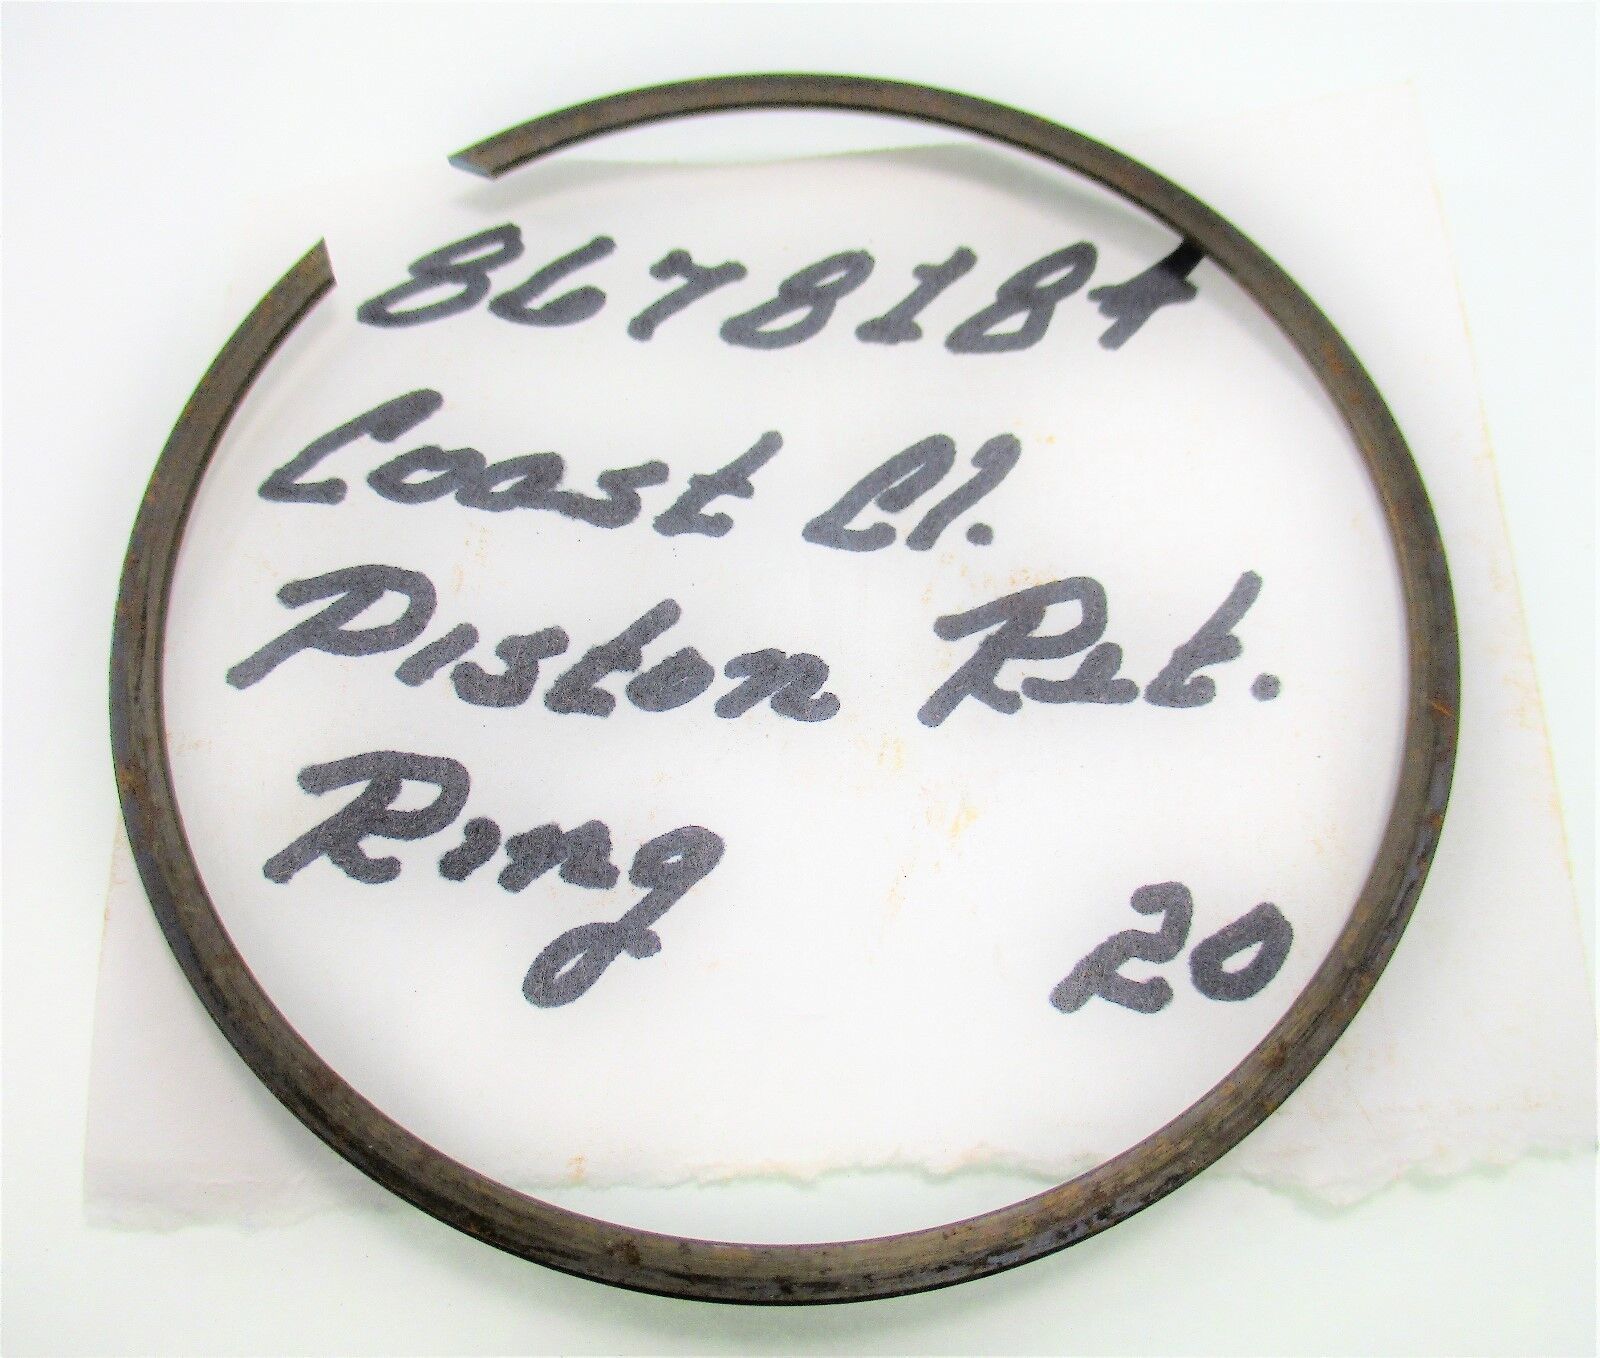 8678184
Coast Cl.
Piston Ret.
Ring
20